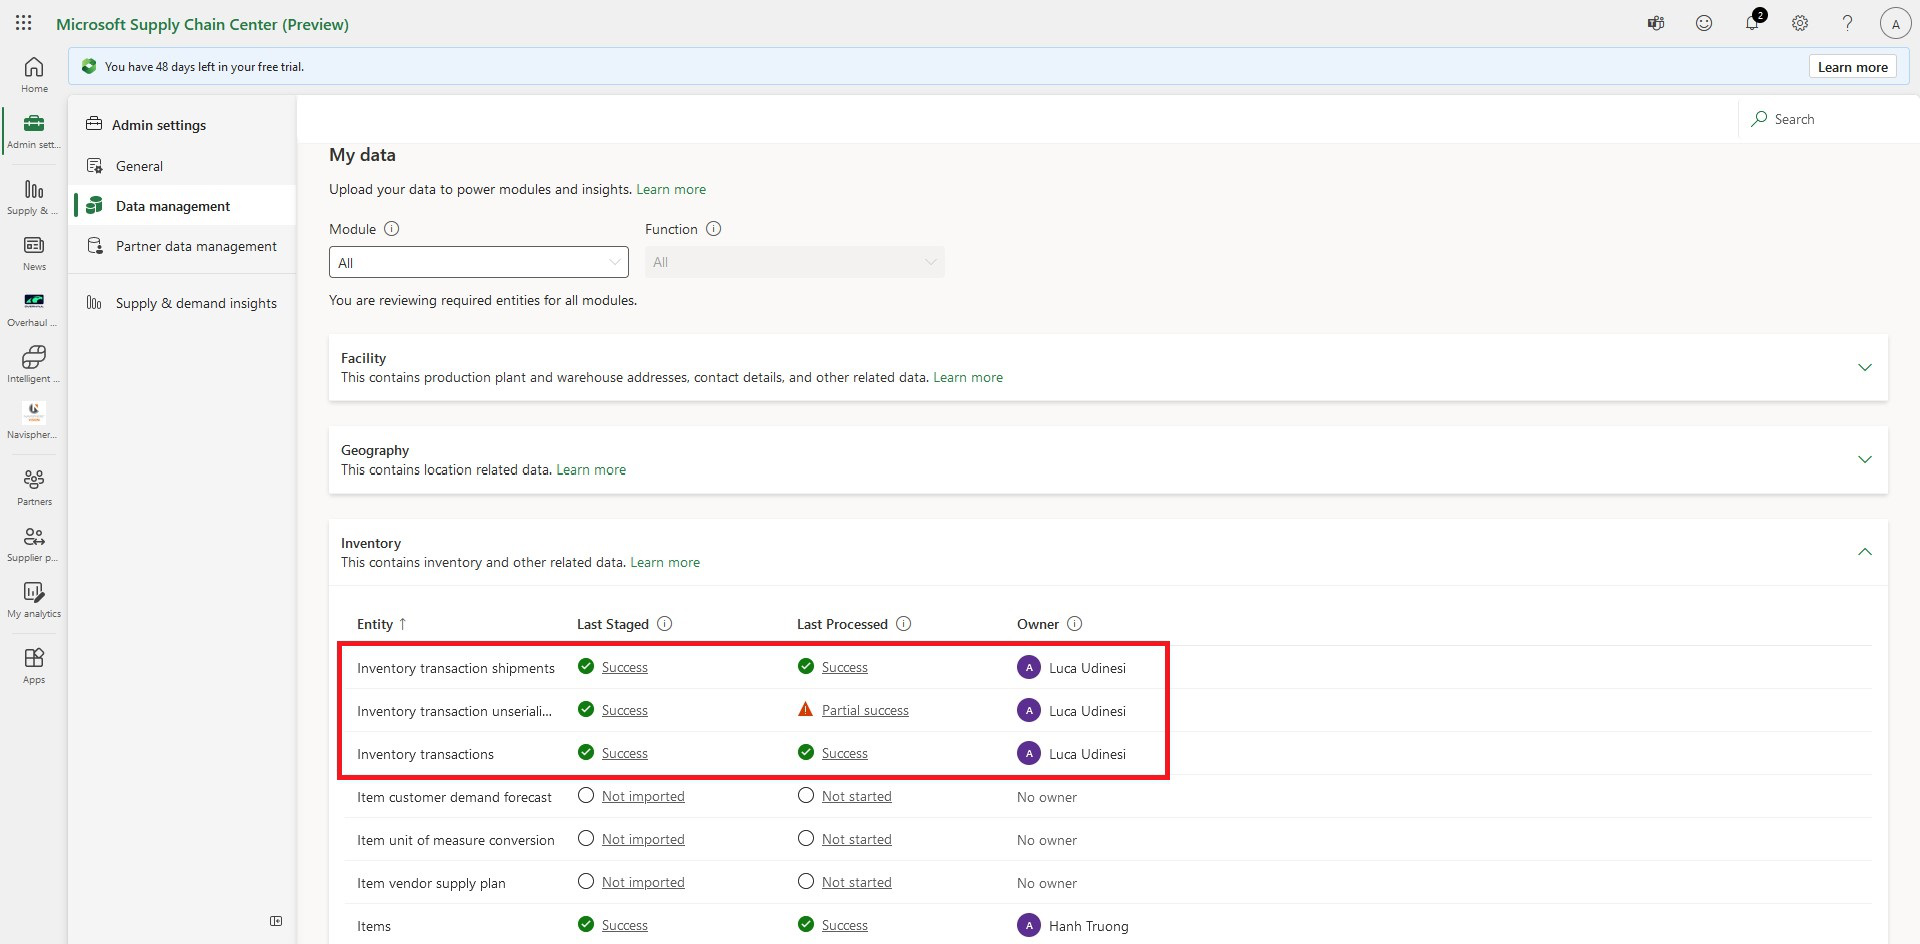 Microsoft Supply Chain Center (Preview)
2
A
You have 48 days left in your free trial.
Learn more
Home
Admin sett...
Supply & ...
News
Overhaul ...
Intelligent ...
Navispher...
Partners
Supplier p...
My analytics
Apps
Admin settings
General
Data management
Partner data management
Supply & demand insights
Search
My data
Upload your data to power modules and insights. Learn more
Module Function
All All
You are reviewing required entities for all modules.
Facility
This contains production plant and warehouse addresses, contact details, and other related data. Learn more
Geography
This contains location related data. Learn more
Inventory
This contains inventory and other related data. Learn more
Entity ↑ Last Staged Last Processed Owner
Inventory transaction shipments Success Success A Luca Udinesi
Inventory transaction unseriali... Success Partial success A Luca Udinesi
Inventory transactions Success Success A Luca Udinesi
Item customer demand forecast Not imported Not started No owner
Item unit of measure conversion Not imported Not started No owner
Item vendor supply plan Not imported Not started No owner
Items Success Success A Hanh Truong